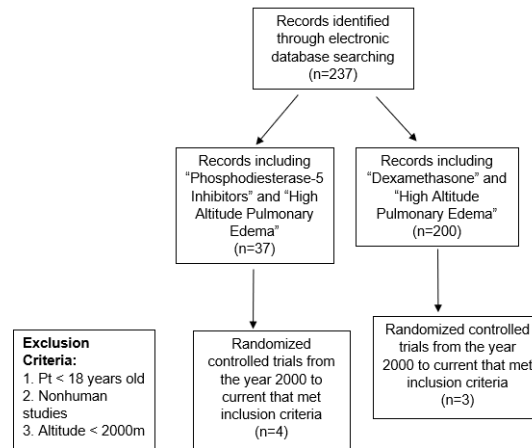 Records identified
through electronic
database searching
(n=237)
Records including
“Phosphodiesterase-5
Inhibitors” and “High
Altitude Pulmonary
Edema”
(n=37)
Records including
“Dexamethasone” and
“High Altitude
Pulmonary Edema”
(n=200)
Exclusion
Criteria:
1. Pt < 18 years old
2. Nonhuman
studies
3. Altitude < 2000m
Randomized
controlled trials from
the year 2000 to
current that met
inclusion criteria
(n=4)
Randomized controlled
trials from the year
2000 to current that met
inclusion criteria
(n=3)